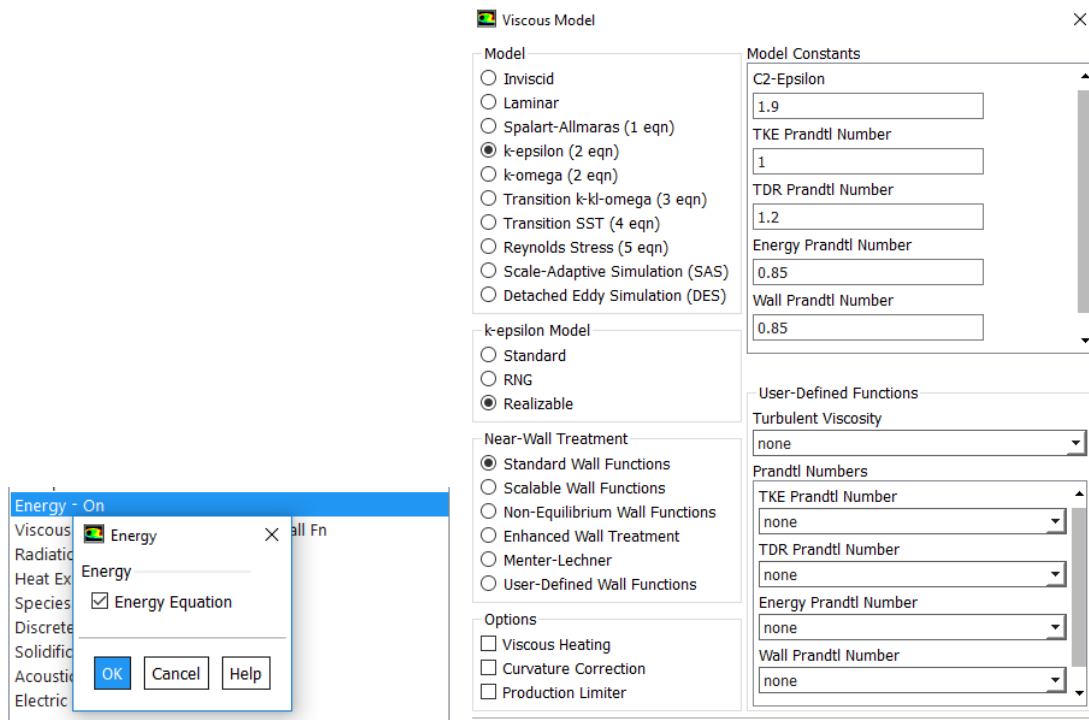 Energy - On
Viscous
all Fn
Radiatio
Heat Ex
Species
Discrete
Solidific
Acoustic
Electric
Energy
Energy
Energy Equation
OK
Cancel
Help
Viscous Model
Model
Inviscid
Laminar
Spalart-Allmaras (1 eqn)
k-epsilon (2 eqn)
k-omega (2 eqn)
Transition k-kl-omega (3 eqn)
Transition SST (4 eqn)
Reynolds Stress (5 eqn)
Scale-Adaptive Simulation (SAS)
Detached Eddy Simulation (DES)
k-epsilon Model
Standard
RNG
Realizable
Near-Wall Treatment
Standard Wall Functions
Scalable Wall Functions
Non-Equilibrium Wall Functions
Enhanced Wall Treatment
Menter-Lechner
User-Defined Wall Functions
Options
Viscous Heating
Curvature Correction
Production Limiter
Model Constants
C2-Epsilon
1.9
TKE Prandtl Number
1
TDR Prandtl Number
1.2
Energy Prandtl Number
0.85
Wall Prandtl Number
0.85
User-Defined Functions
Turbulent Viscosity
none
Prandtl Numbers
TKE Prandtl Number
none
TDR Prandtl Number
none
Energy Prandtl Number
none
Wall Prandtl Number
none